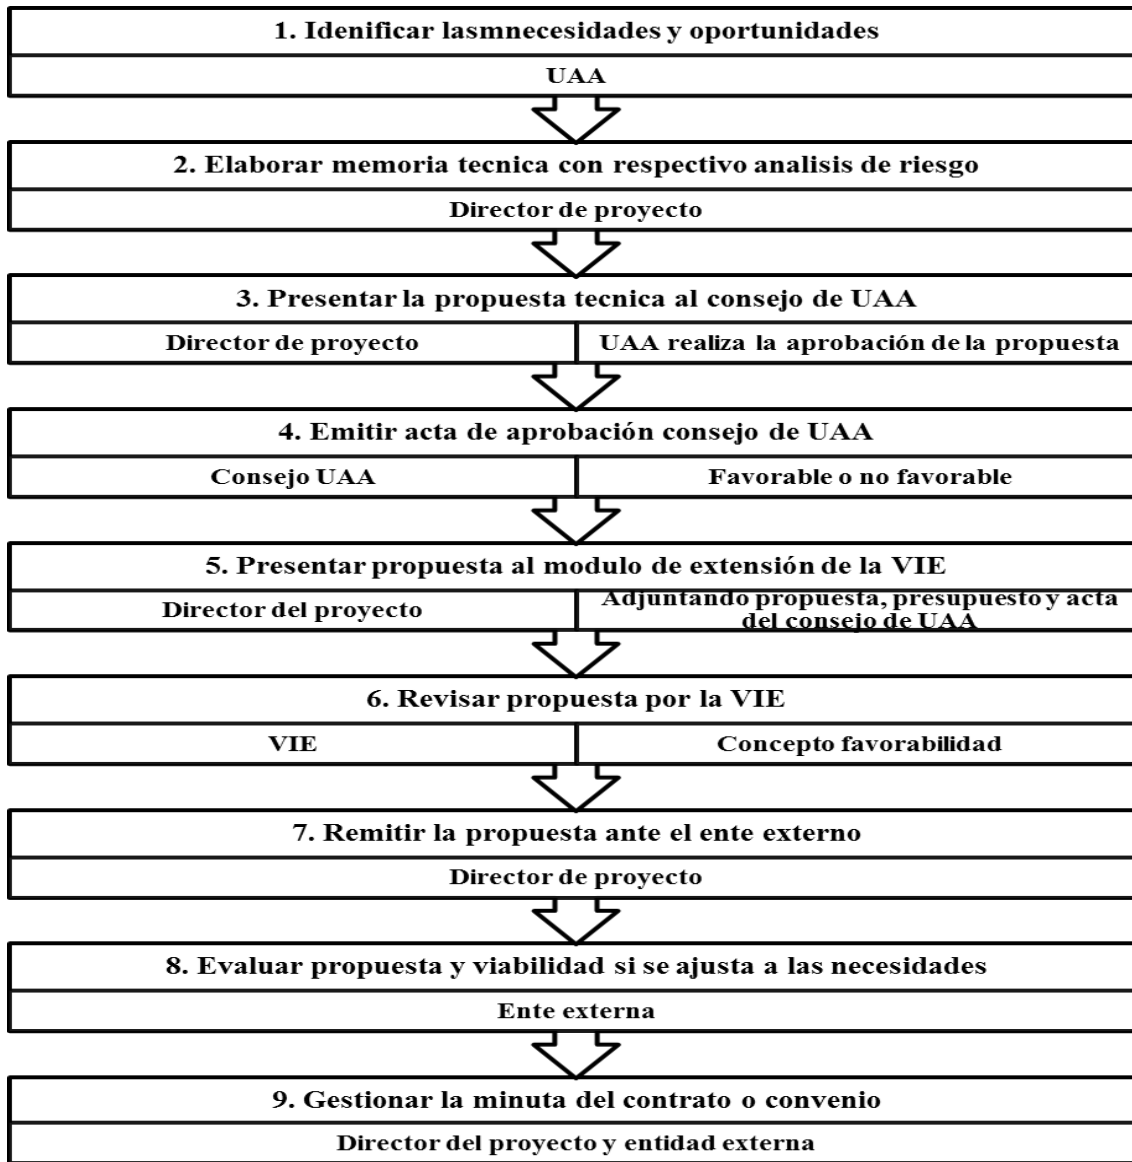 1. Idenificar lasmnecesidades y oportunidades
UAA
2. Elaborar memoria tecnica con respectivo analisis de riesgo
Director de proyecto
3. Presentar la propuesta tecnica al consejo de UAA
Director de proyecto
UAA realiza la aprobación de la propuesta
4. Emitir acta de aprobación consejo de UAA
Consejo UAA
Favorable o no favorable
5. Presentar propuesta al modulo de extensión de la VIE
Director del proyecto
Adjuntando propuesta, presupuesto y acta
del consejo de UAA
6. Revisar propuesta por la VIE
VIE
Concepto favorabilidad
7. Remitir la propuesta ante el ente externo
Director de proyecto
8. Evaluar propuesta y viabilidad si se ajusta a las necesidades
Ente externa
9. Gestionar la minuta del contrato o convenio
Director del proyecto y entidad externa